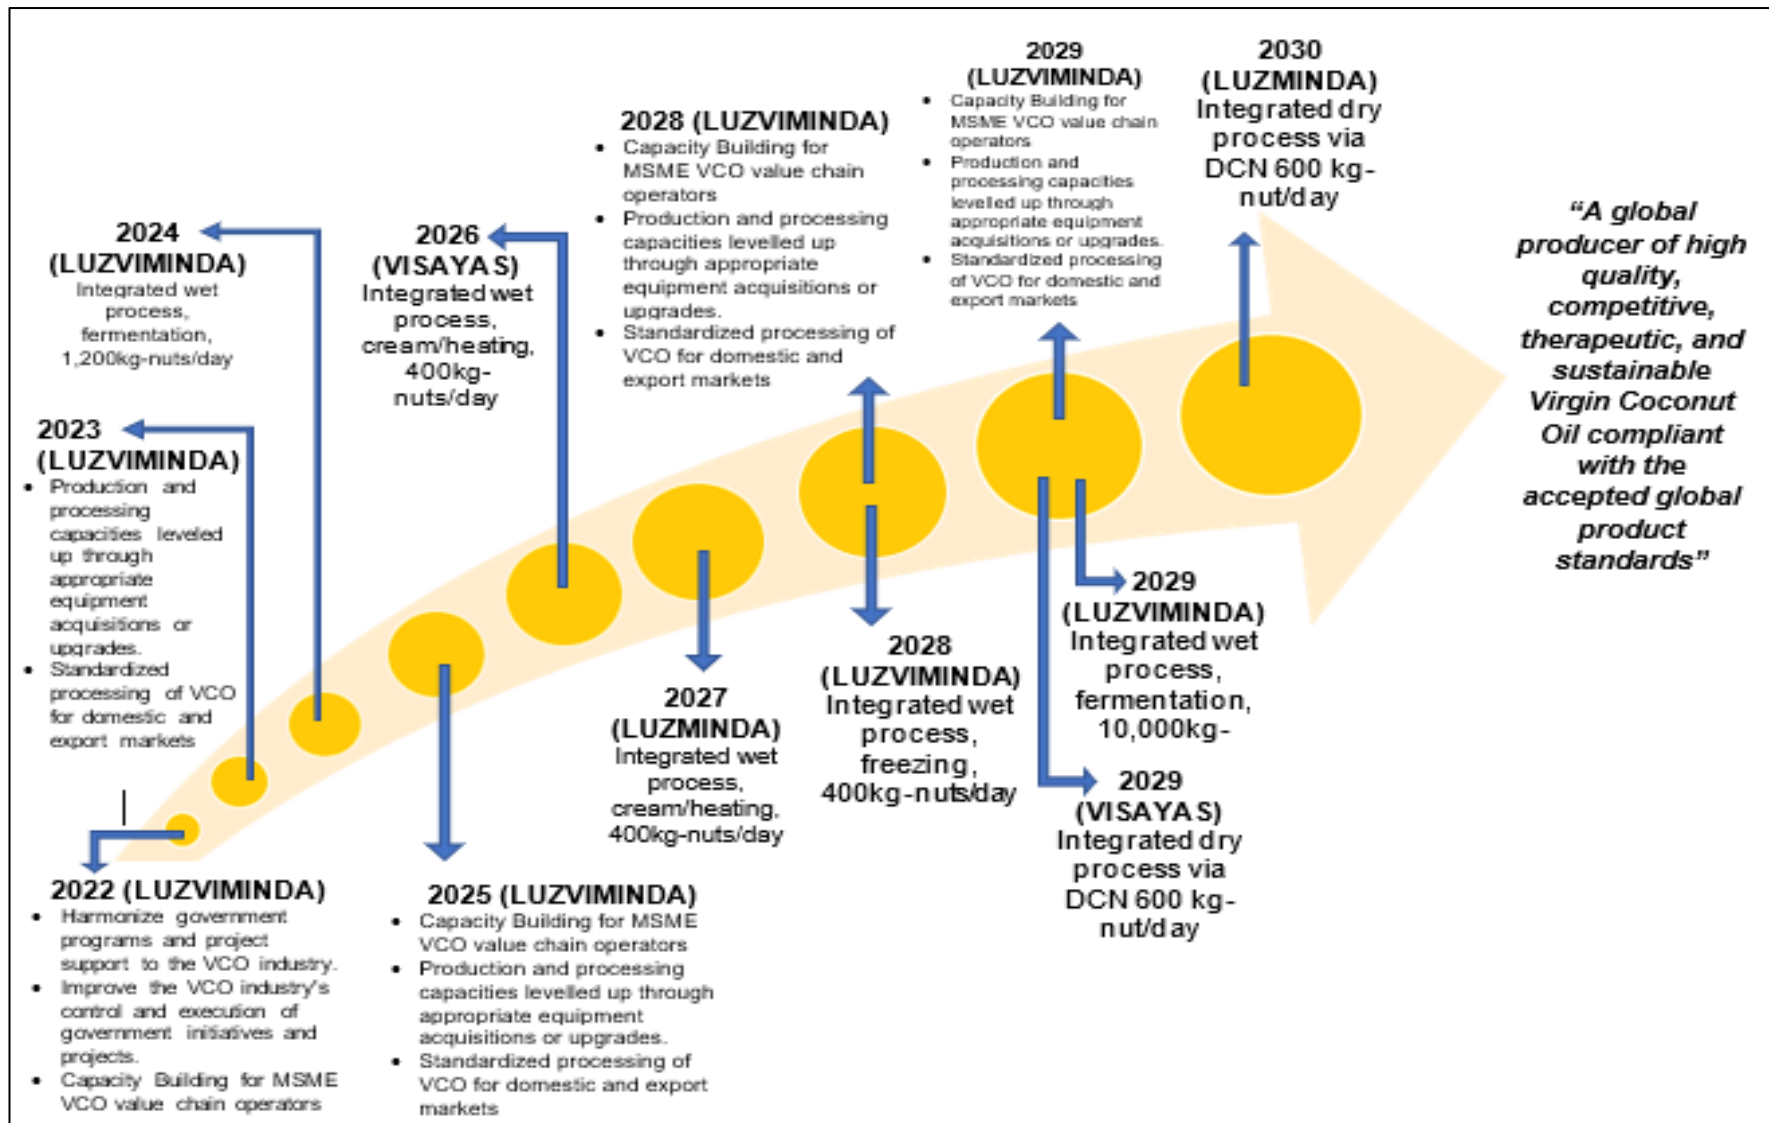 2022 (LUZVIMINDA)
• Harmonize government
programs and project
support to the VCO industry.
• Improve the VCO industry's
control and execution of
government initiatives and
projects.
• Capacity Building for MSME
VCO value chain operators
2023
(LUZVIMINDA)
• Production and
processing
capacities leveled
up through
appropriate
equipment
acquisitions or
upgrades.
• Standardized
processing of VCO
for domestic and
export markets
2024
(LUZVIMINDA)
Integrated wet
process,
fermentation,
1,200kg-nuts/day
2025 (LUZVIMINDA)
• Capacity Building for MSME
VCO value chain operators
• Production and processing
capacities levelled up through
appropriate equipment
acquisitions or upgrades.
• Standardized processing of
VCO for domestic and export
markets
2026
(VISAYAS)
Integrated wet
process,
cream/heating,
400kg-
nuts/day
2027
(LUZMINDA)
Integrated wet
process,
cream/heating,
400kg-nuts/day
2028 (LUZVIMINDA)
• Capacity Building for
MSME VCO value chain
operators
• Production and processing
capacities levelled up
through appropriate
equipment acquisitions or
upgrades.
• Standardized processing of
VCO for domestic and
export markets
2028
(LUZVIMINDA)
Integrated wet
process,
freezing,
400kg-nuts/day
2029
(LUZVIMINDA)
• Capacity Building for
MSME VCO value chain
operators
• Production and
processing capacities
levelled up through
appropriate equipment
acquisitions or upgrades.
• Standardized processing
of VCO for domestic and
export markets
2029
(LUZVIMINDA)
Integrated wet
process,
fermentation,
10,000kg-
2029
(VISAYAS)
Integrated dry
process via
DCN 600 kg-
nut/day
2030
(LUZMINDA)
Integrated dry
process via
DCN 600 kg-
nut/day
“A global
producer of high
quality,
competitive,
therapeutic, and
sustainable
Virgin Coconut
Oil compliant
with the
accepted global
product
standards”